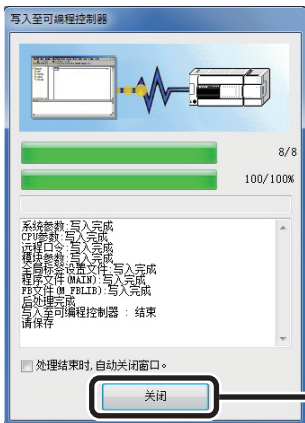 写入至可编程控制器
8/8
100/100%
系统参数:写入完成
CPU参数:写入完成
远程口令:写入完成
模块参数:写入完成
全局标签设置文件:写入完成
程序文件(MAIN):写入完成
FB文件(M_FBLIB):写入完成
后处理完成
写入至可编程控制器 : 结束
请保存
处理结束时,自动关闭窗口。
关闭